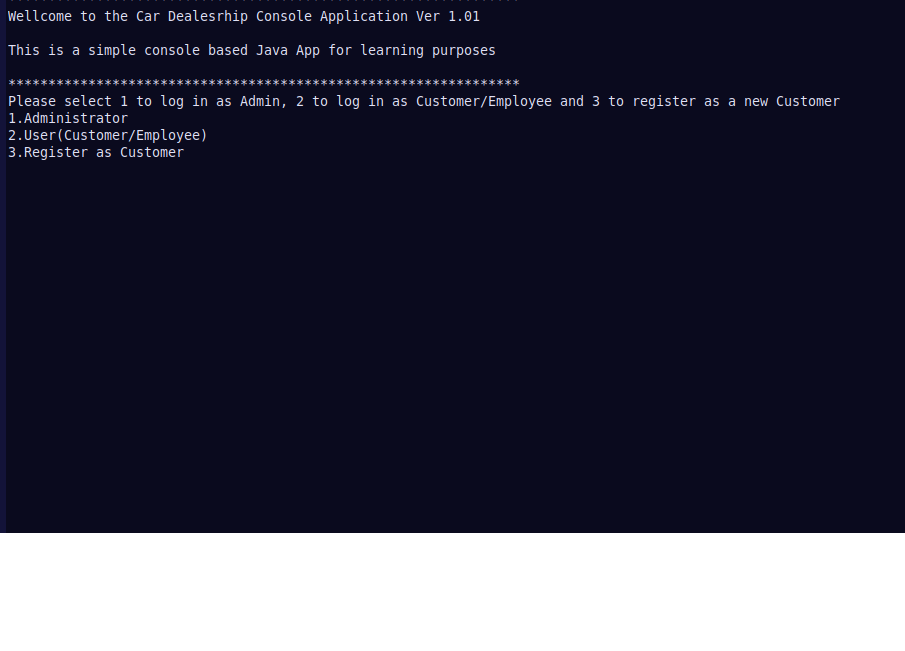 Wellcome to the Car Dealesrhip Console Application Ver 1.01
This is a simple console based Java App for learning purposes
****************************************************************
Please select 1 to log in as Admin, 2 to log in as Customer/Employee and 3 to register as a new Customer
1.Administrator
2.User(Customer/Employee)
3.Register as Customer